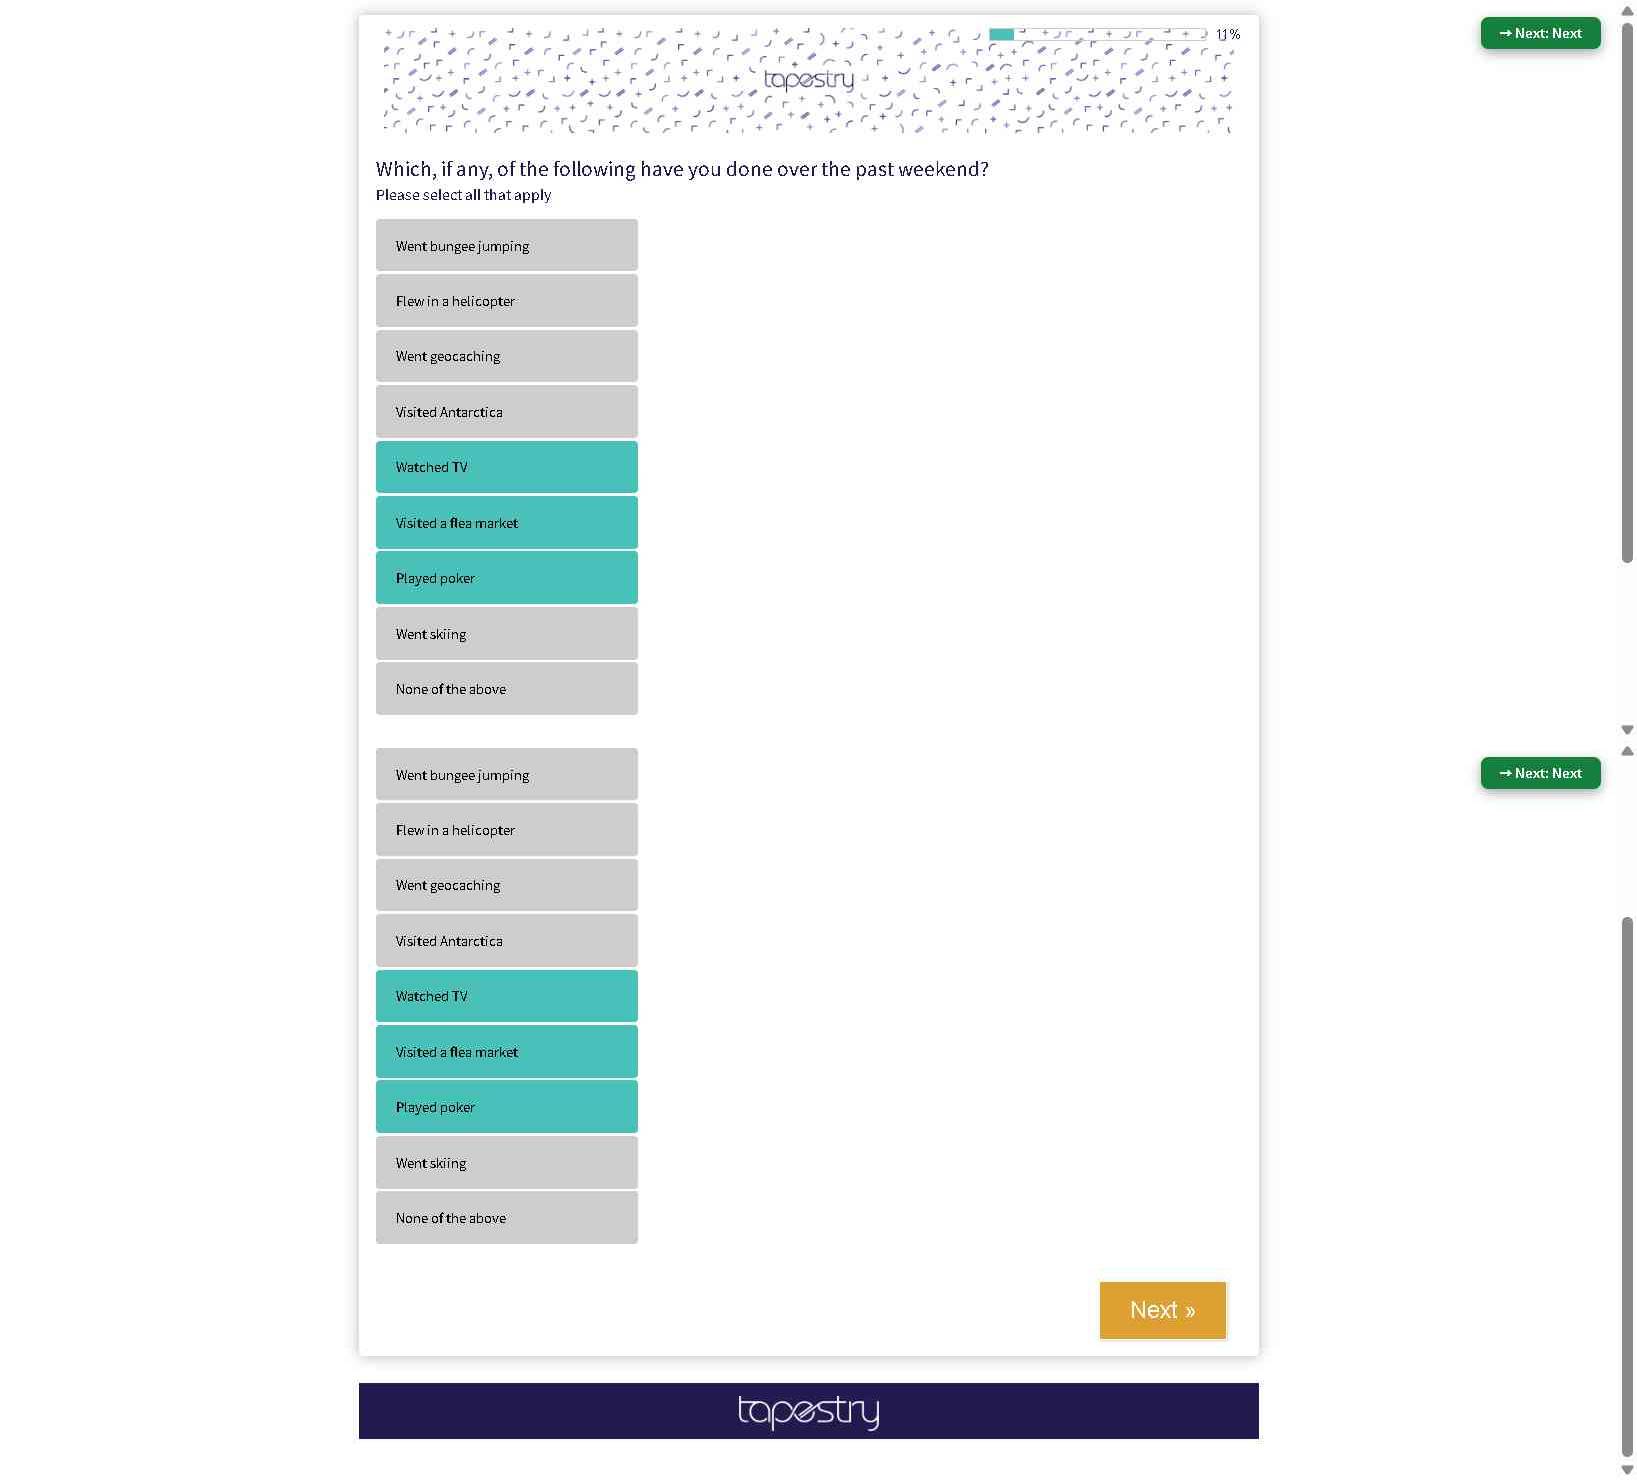 11%
→ Next: Next
tapestry
Which, if any, of the following have you done over the past weekend?
Please select all that apply
Went bungee jumping
Flew in a helicopter
Went geocaching
Visited Antarctica
Watched TV
Visited a flea market
Played poker
Went skiing
None of the above
→ Next: Next
Went bungee jumping
Flew in a helicopter
Went geocaching
Visited Antarctica
Watched TV
Visited a flea market
Played poker
Went skiing
None of the above
Next »
tapestry